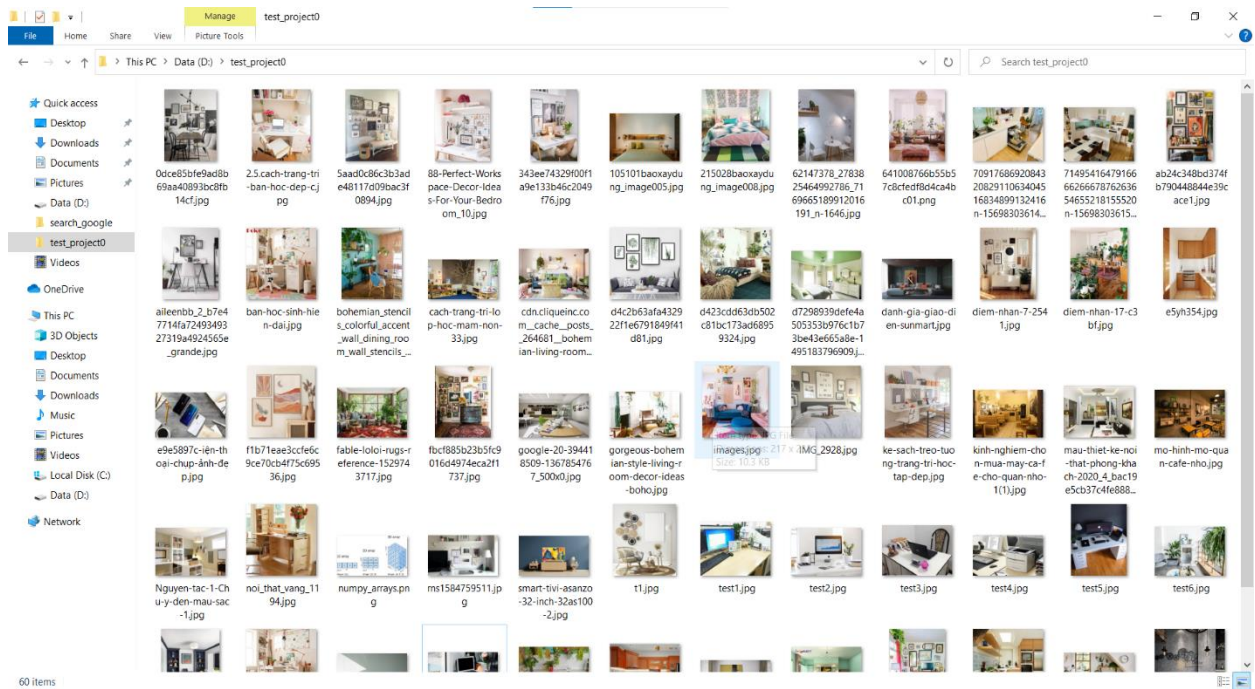 Manage
test_project0
File
Home
Share
View
Picture Tools
This PC
Data (D:)
test_project0
Search test_project0
Quick access
Desktop
Downloads
Documents
Pictures
Data (D:)
search_google
test_project0
Videos
OneDrive
This PC
3D Objects
Desktop
Documents
Downloads
Music
Pictures
Videos
Local Disk (C:)
Data (D:)
Network
0dce85bfe9ad8b
69aa40893bc8fb
14cf.jpg
2.5.cach-trang-tri
-ban-hoc-dep-c.j
pg
5aad0c86c3b3ad
e48117d09bac3f
0894.jpg
88-Perfect-Works
pace-Decor-Idea
s-For-Your-Bedro
om_10.jpg
343ee74329f00f1
a9e133b46c2049
f76.jpg
105101baoxaydu
ng_image005.jpg
215028baoxaydu
ng_image008.jpg
62147378_27838
25464992786_71
69665189912016
191_n-1646.jpg
641008766b55b5
7c8cfedf8d4ca4b
c01.png
70917686920843
20829110634045
16834899132416
n-15698303614...
71495416479166
66266678762636
54655218155520
n-15698303615...
ab24c348bd374f
b790448844e39c
ace1.jpg
aileenbb_2_b7e4
7714fa72493493
27319a4924565e
_grande.jpg
ban-hoc-sinh-hie
n-dai.jpg
bohemian_stencil
s_colorful_accent
_wall_dining_roo
m_wall_stencils_...
cach-trang-tri-lo
p-hoc-mam-non-
33.jpg
cdn.cliqueinc.co
m__cache__posts_
_264681__bohem
ian-living-room...
d4c2b63afa4329
22f1e6791849f41
d81.jpg
d423cdd63db502
c81bc173ad6895
9324.jpg
d7298939defe4a
505353b976c1b7
3be43e665a8e-1
495183796909.j...
danh-gia-giao-di
en-sunmart.jpg
diem-nhan-7-254
1.jpg
diem-nhan-17-c3
bf.jpg
e5yh354.jpg
e9e5897c-iện-th
oại-chup-ảnh-đẹ
p.jpg
f1b71eae3ccfe6c
9ce70cb4f75c695
36.jpg
fable-loloi-rugs-r
eference-152974
3717.jpg
fbcf885b23b5fc9
016d4974eca2f1
737.jpg
google-20-39441
8509-136785476
7_500x0.jpg
gorgeous-bohem
ian-style-living-r
oom-decor-ideas
-boho.jpg
images.jpg
Size: 10.3 KB
IMG_2928.jpg
ke-sach-treo-tuo
ng-trang-tri-hoc-
tap-dep.jpg
kinh-nghiem-cho
n-mua-may-ca-f
e-cho-quan-nho-
1(1).jpg
mau-thiet-ke-noi
-that-phong-kha
ch-2020_4_bac19
e5cb37c4fe888...
mo-hinh-mo-qua
n-cafe-nho.jpg
Nguyen-tac-1-Ch
u-y-den-mau-sac
-1.jpg
noi_that_vang_11
94.jpg
numpy_arrays.pn
g
ms1584759511.jp
g
smart-tivi-asanzo
-32-inch-32as100
-2.jpg
t1.jpg
test1.jpg
test2.jpg
test3.jpg
test4.jpg
test5.jpg
test6.jpg
60 items